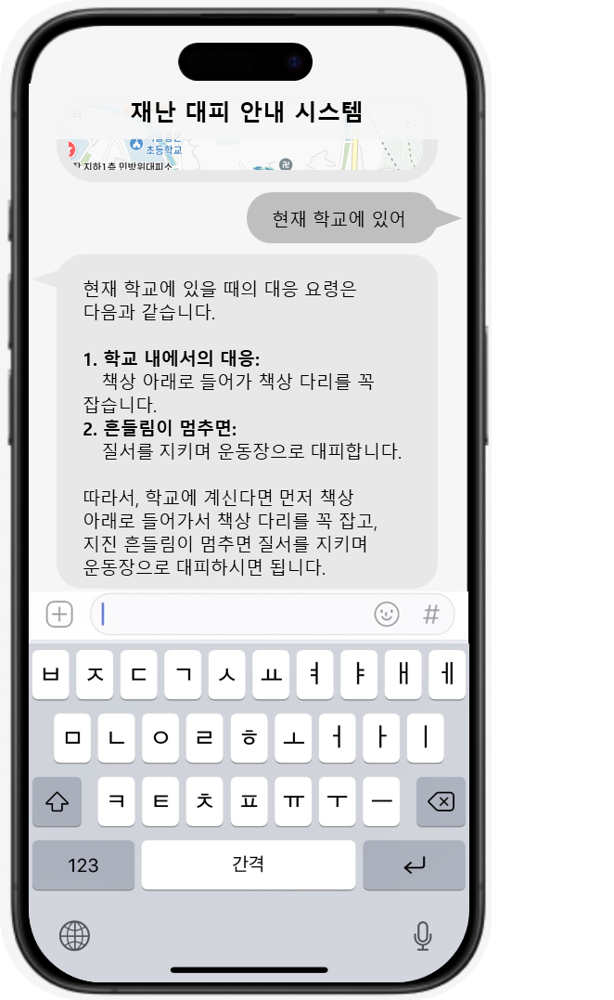 재난 대피 안내 시스템
초등학교
지하1층 민방위대피소
현재 학교에 있어
현재 학교에 있을 때의 대응 요령은
다음과 같습니다.
1. 학교 내에서의 대응:
책상 아래로 들어가 책상 다리를 꼭
잡습니다.
2. 흔들림이 멈추면:
질서를 지키며 운동장으로 대피합니다.
따라서, 학교에 계신다면 먼저 책상
아래로 들어가서 책상 다리를 꼭 잡고,
지진 흔들림이 멈추면 질서를 지키며
운동장으로 대피하시면 됩니다.
#
ㅂ ㅈ ㄷ ㄱ ㅅ ㅛ ㅕ ㅑ ㅐ ㅔ
ㅁ ㄴ ㅇ ㄹ ㅎ ㅗ ㅓ ㅏ ㅣ
ㅋ ㅌ ㅊ ㅍ ㅠ ㅜ ㅡ
123 간격